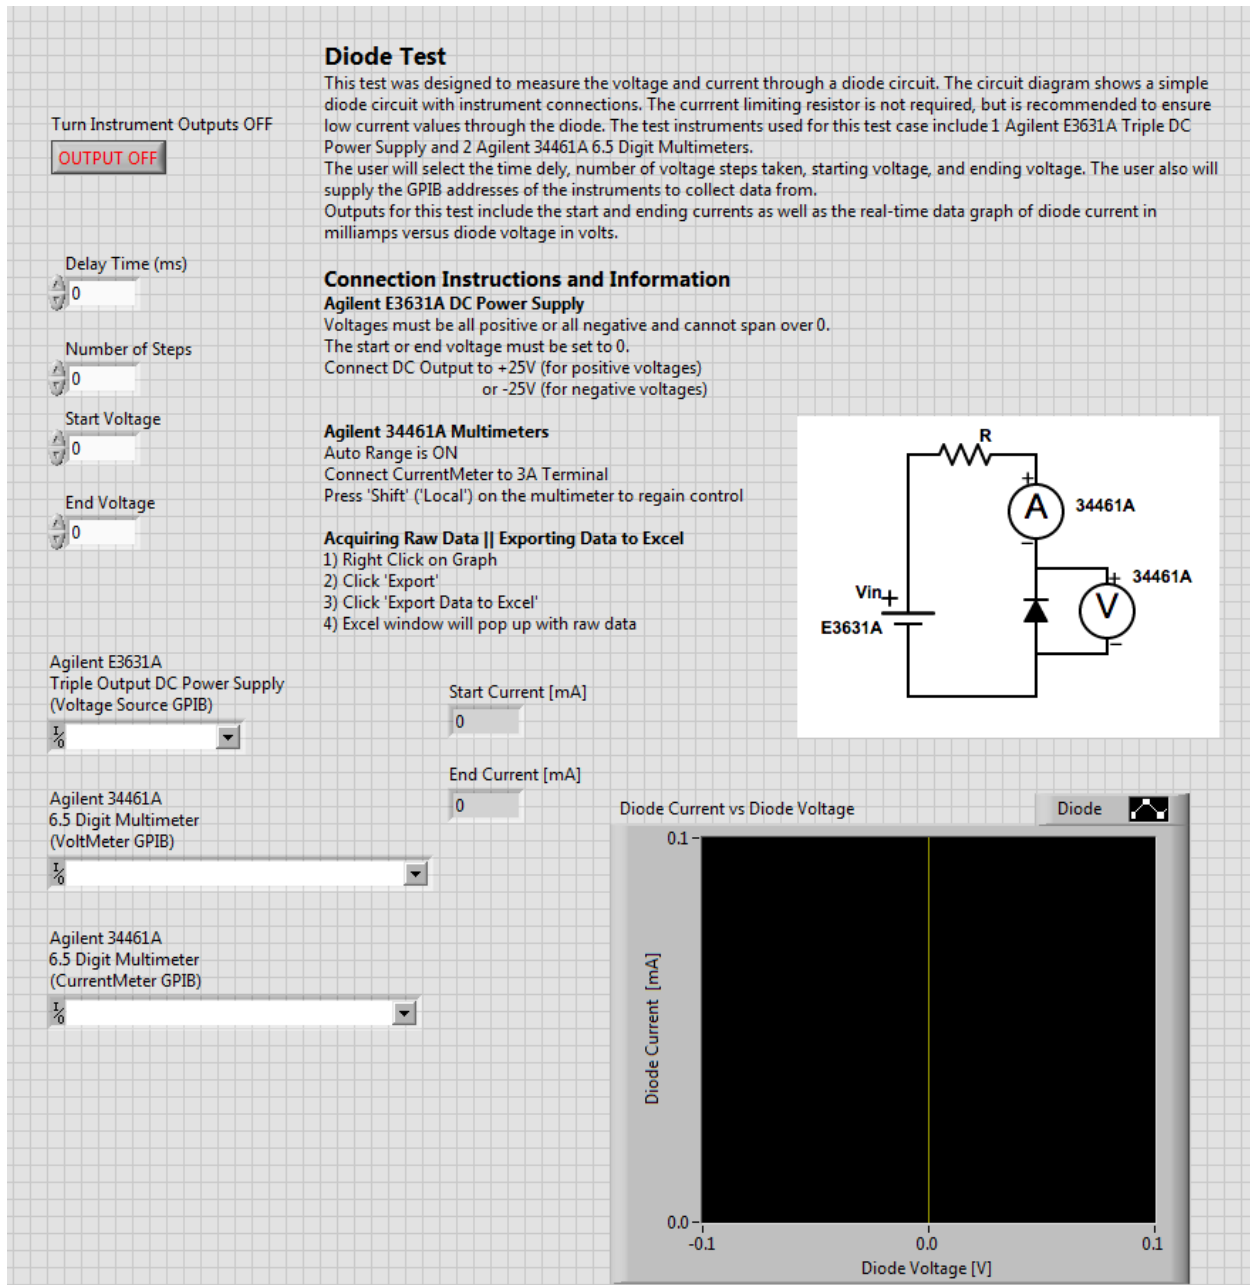 Diode Test
This test was designed to measure the voltage and current through a diode circuit. The circuit diagram shows a simple
diode circuit with instrument connections. The currrent limiting resistor is not required, but is recommended to ensure
low current values through the diode. The test instruments used for this test case include 1 Agilent E3631A Triple DC
Power Supply and 2 Agilent 34461A 6.5 Digit Multimeters.
The user will select the time dely, number of voltage steps taken, starting voltage, and ending voltage. The user also will
supply the GPIB addresses of the instruments to collect data from.
Outputs for this test include the start and ending currents as well as the real-time data graph of diode current in
milliamps versus diode voltage in volts.
Turn Instrument Outputs OFF
OUTPUT OFF
Delay Time (ms)
0
Number of Steps
0
Start Voltage
0
End Voltage
0
Connection Instructions and Information
Agilent E3631A DC Power Supply
Voltages must be all positive or all negative and cannot span over 0.
The start or end voltage must be set to 0.
Connect DC Output to +25V (for positive voltages)
or -25V (for negative voltages)
Agilent 34461A Multimeters
Auto Range is ON
Connect CurrentMeter to 3A Terminal
Press 'Shift' ('Local') on the multimeter to regain control
Acquiring Raw Data || Exporting Data to Excel
1) Right Click on Graph
2) Click 'Export'
3) Click 'Export Data to Excel'
4) Excel window will pop up with raw data
R
+
A
34461A
−
+
34461A
V
−
Vin+
E3631A
Agilent E3631A
Triple Output DC Power Supply
(Voltage Source GPIB)
I/O
Agilent 34461A
6.5 Digit Multimeter
(VoltMeter GPIB)
I/O
Agilent 34461A
6.5 Digit Multimeter
(CurrentMeter GPIB)
I/O
Start Current [mA]
0
End Current [mA]
0
Diode Current vs Diode Voltage
Diode
0.1
Diode Current [mA]
0.0
-0.1
0.0
0.1
Diode Voltage [V]